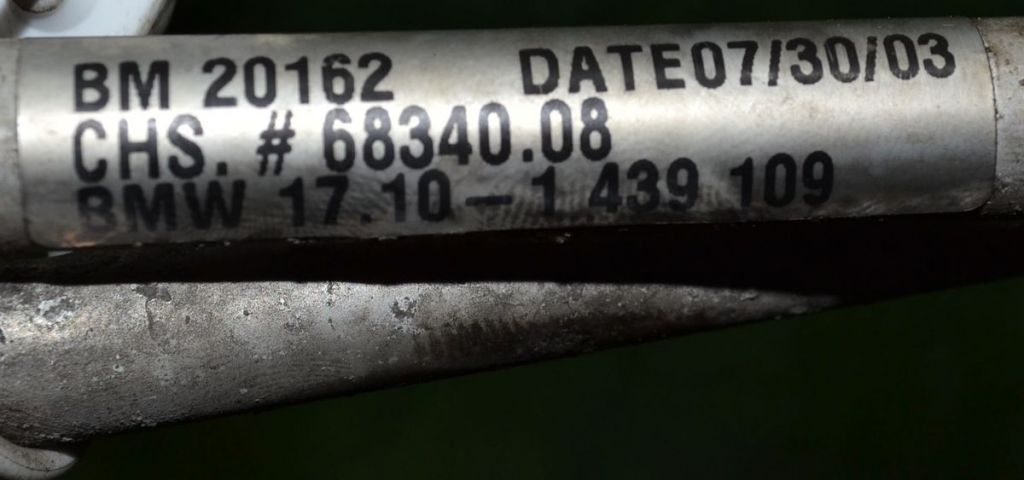 BM 20162 DATE07/30/03
CHS. # 68340.08
BMW 17.10-1 439 109